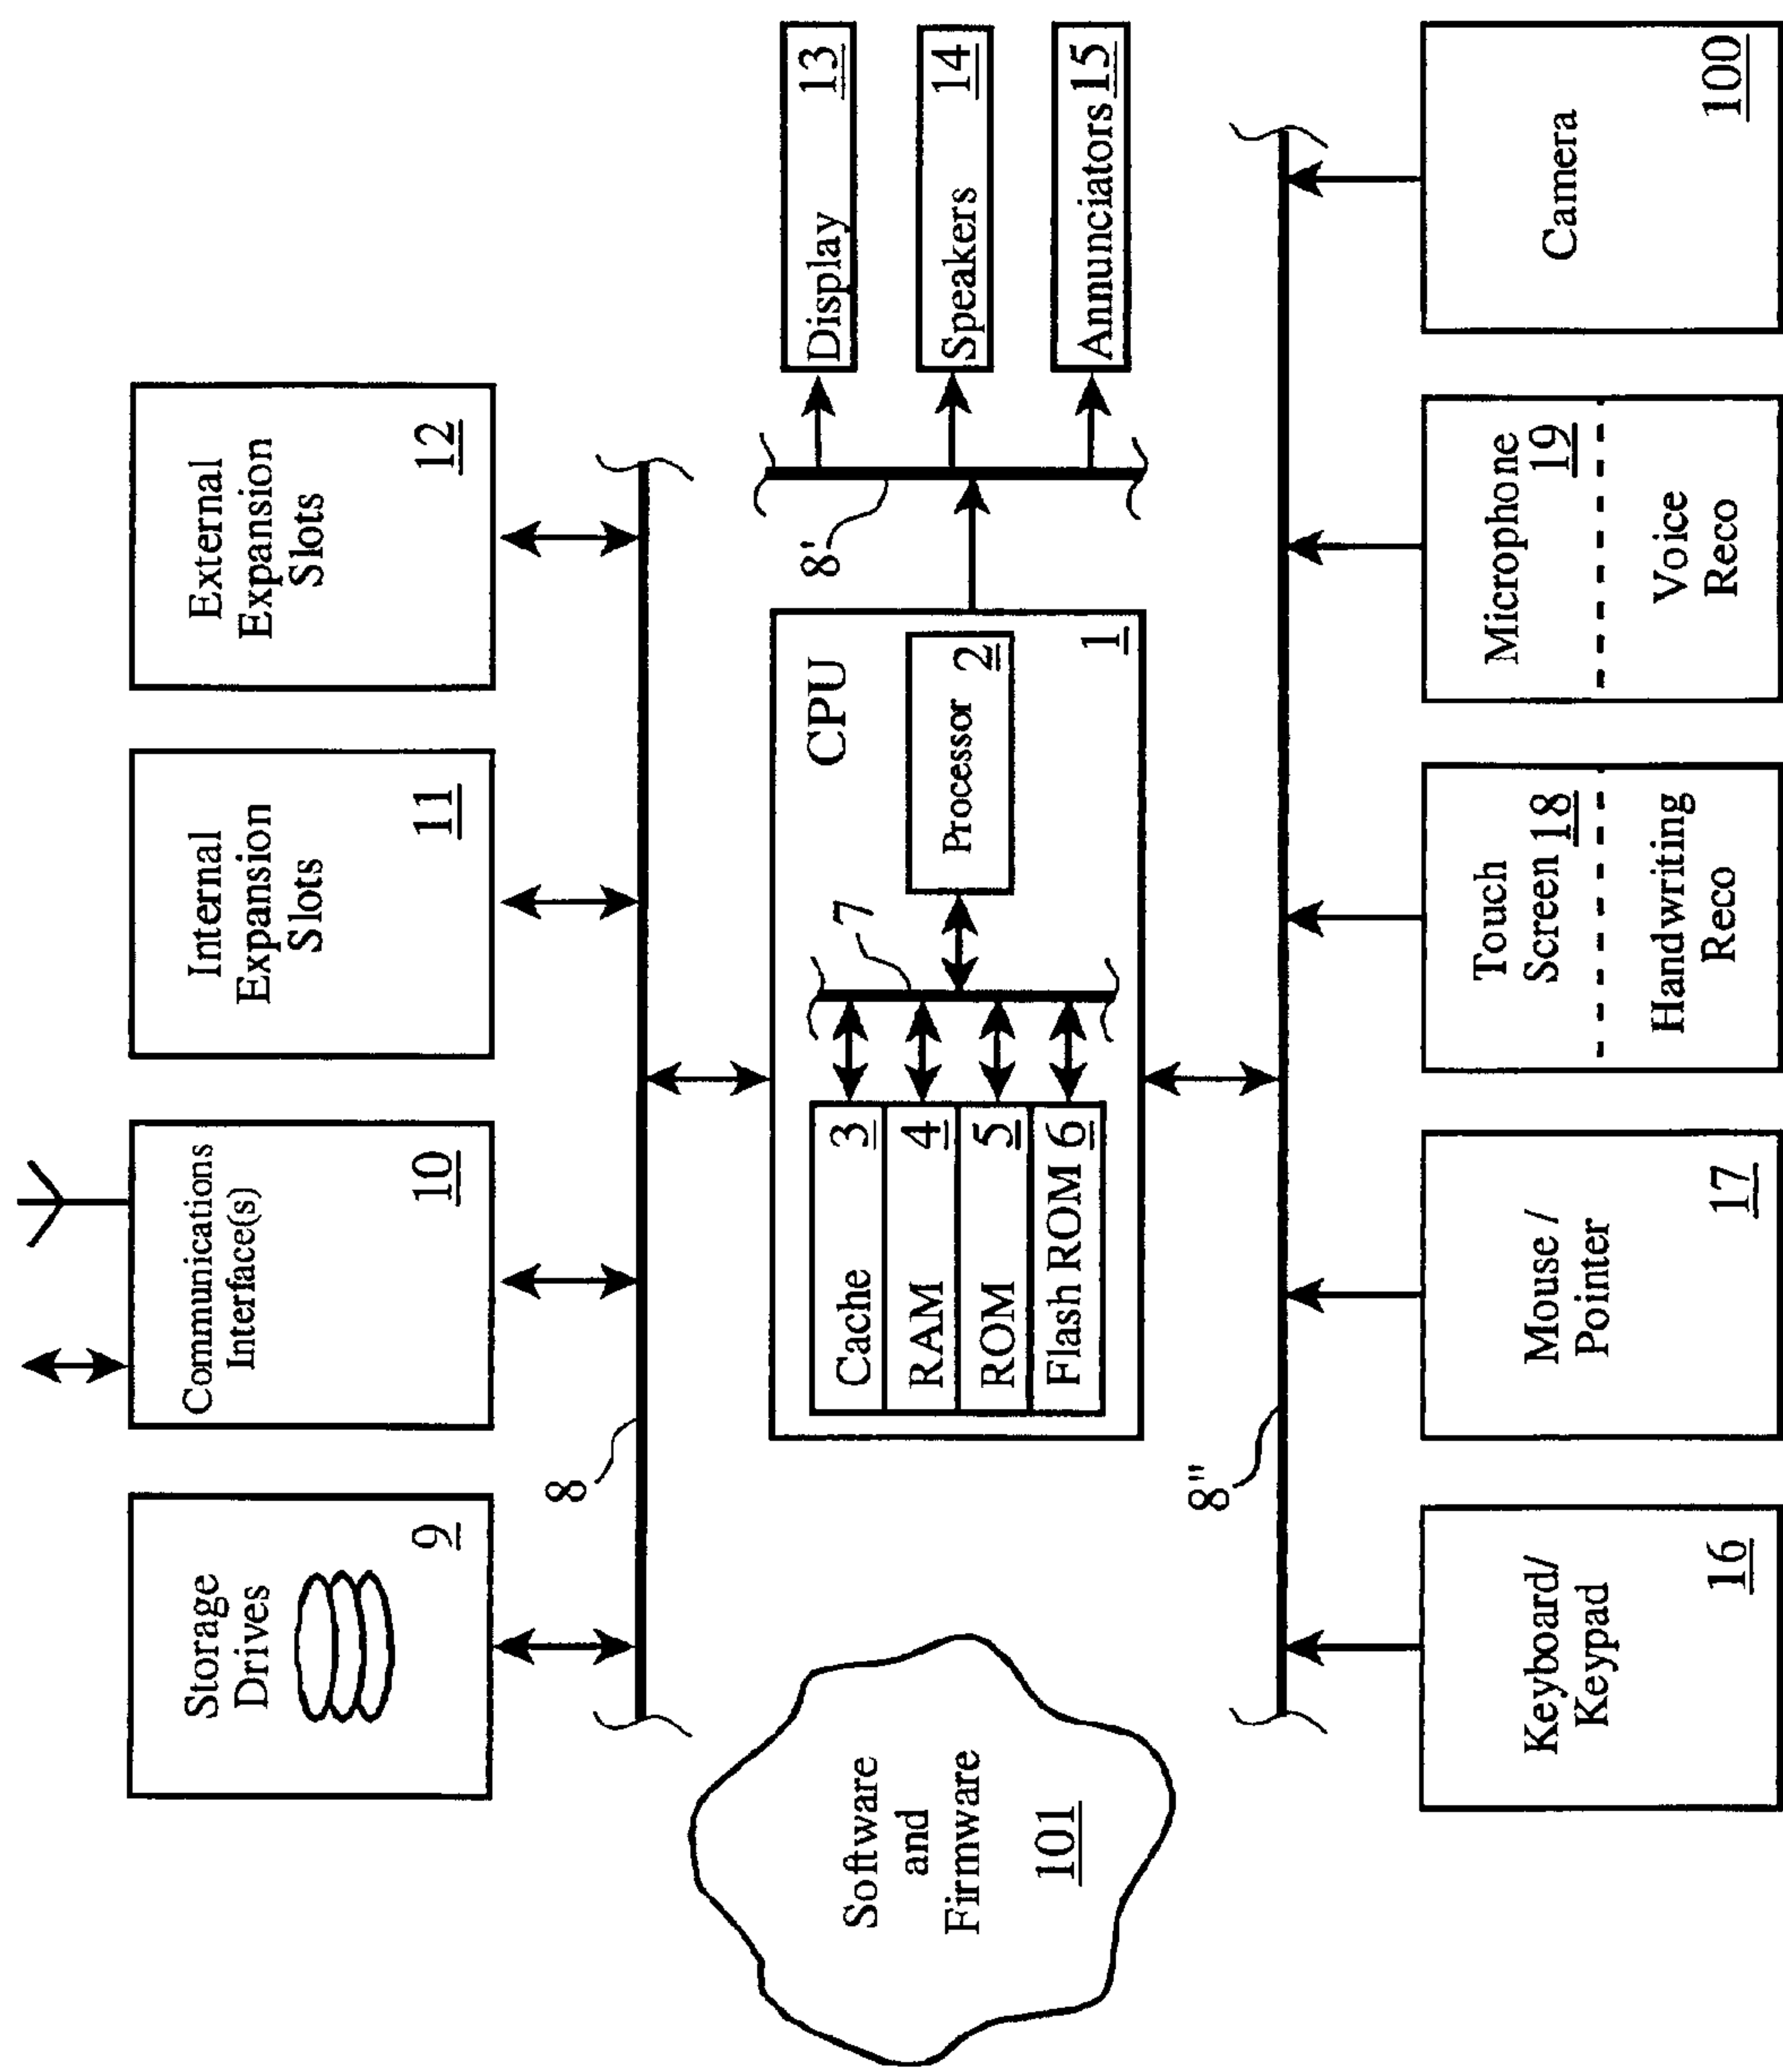 Storage
Drives
9
Communications
Interface(s)
10
Internal
Expansion
Slots
11
External
Expansion
Slots
12
8
Software
and
Firmware
101
CPU
Cache 3
RAM 4
ROM 5
Flash ROM 6
7
Processor 2
1
8'
Display 13
Speakers 14
Annunciators 15
8"
Keyboard/
Keypad
16
Mouse /
Pointer
17
Touch
Screen 18
Handwriting
Reco
Microphone
19
Voice
Reco
Camera
100